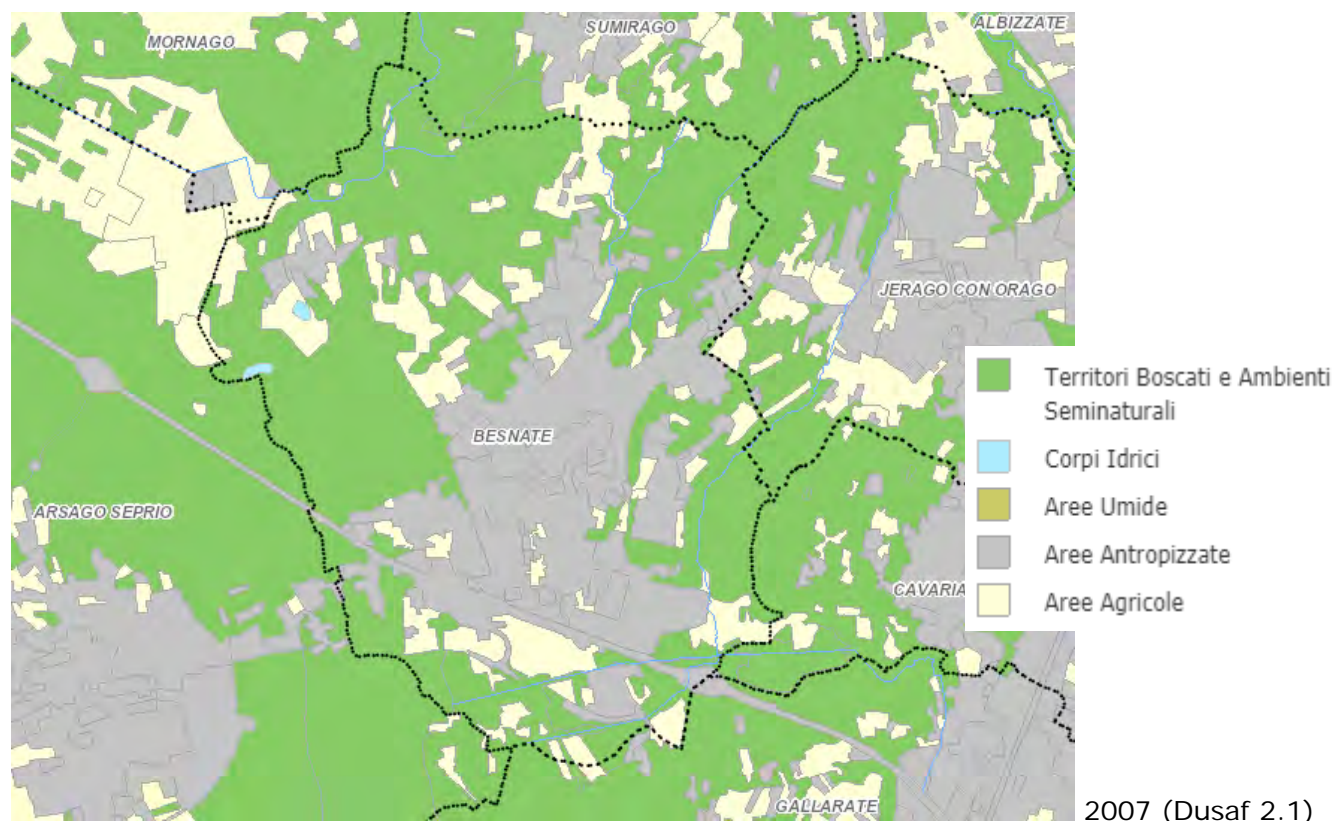 SUMIRAGO
ALBIZZATE
MORNAGO
JERAGO CON ORAGO
Territori Boscati e Ambienti
Seminaturali
BESNATE
Corpi Idrici
ARSAGO SEPRIO
Aree Umide
Aree Antropizzate
CAVARIA
Aree Agricole
GALLARATE
2007 (Dusaf 2.1)